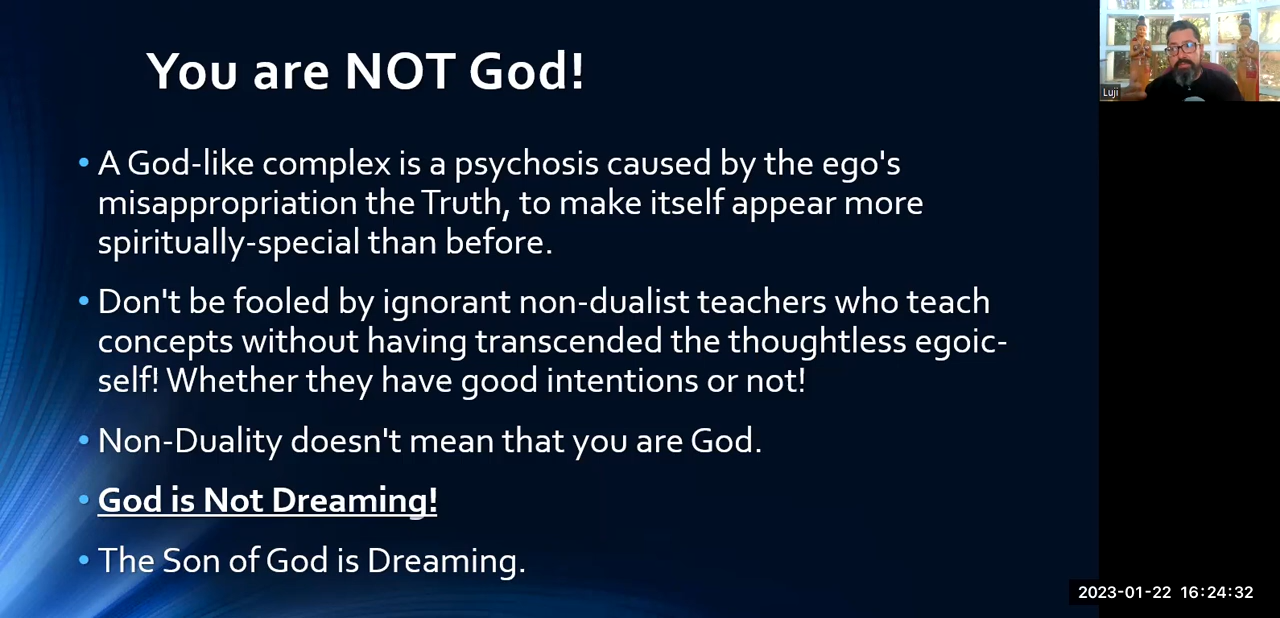 You are NOT God!
• A God-like complex is a psychosis caused by the ego's
misappropriation the Truth, to make itself appear more
spiritually-special than before.
• Don't be fooled by ignorant non-dualist teachers who teach
concepts without having transcended the thoughtless egoic-
self! Whether they have good intentions or not!
• Non-Duality doesn't mean that you are God.
• God is Not Dreaming!
• The Son of God is Dreaming.
Luji
2023-01-22 16:24:32